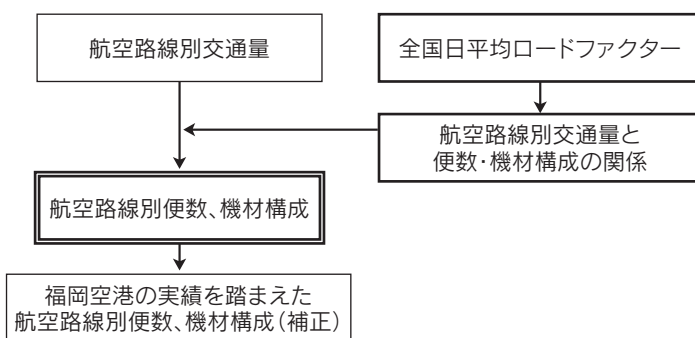 航空路線別交通量
全国日平均ロードファクター
航空路線別交通量と
便数・機材構成の関係
航空路線別便数、機材構成
福岡空港の実績を踏まえた
航空路線別便数、機材構成（補正）